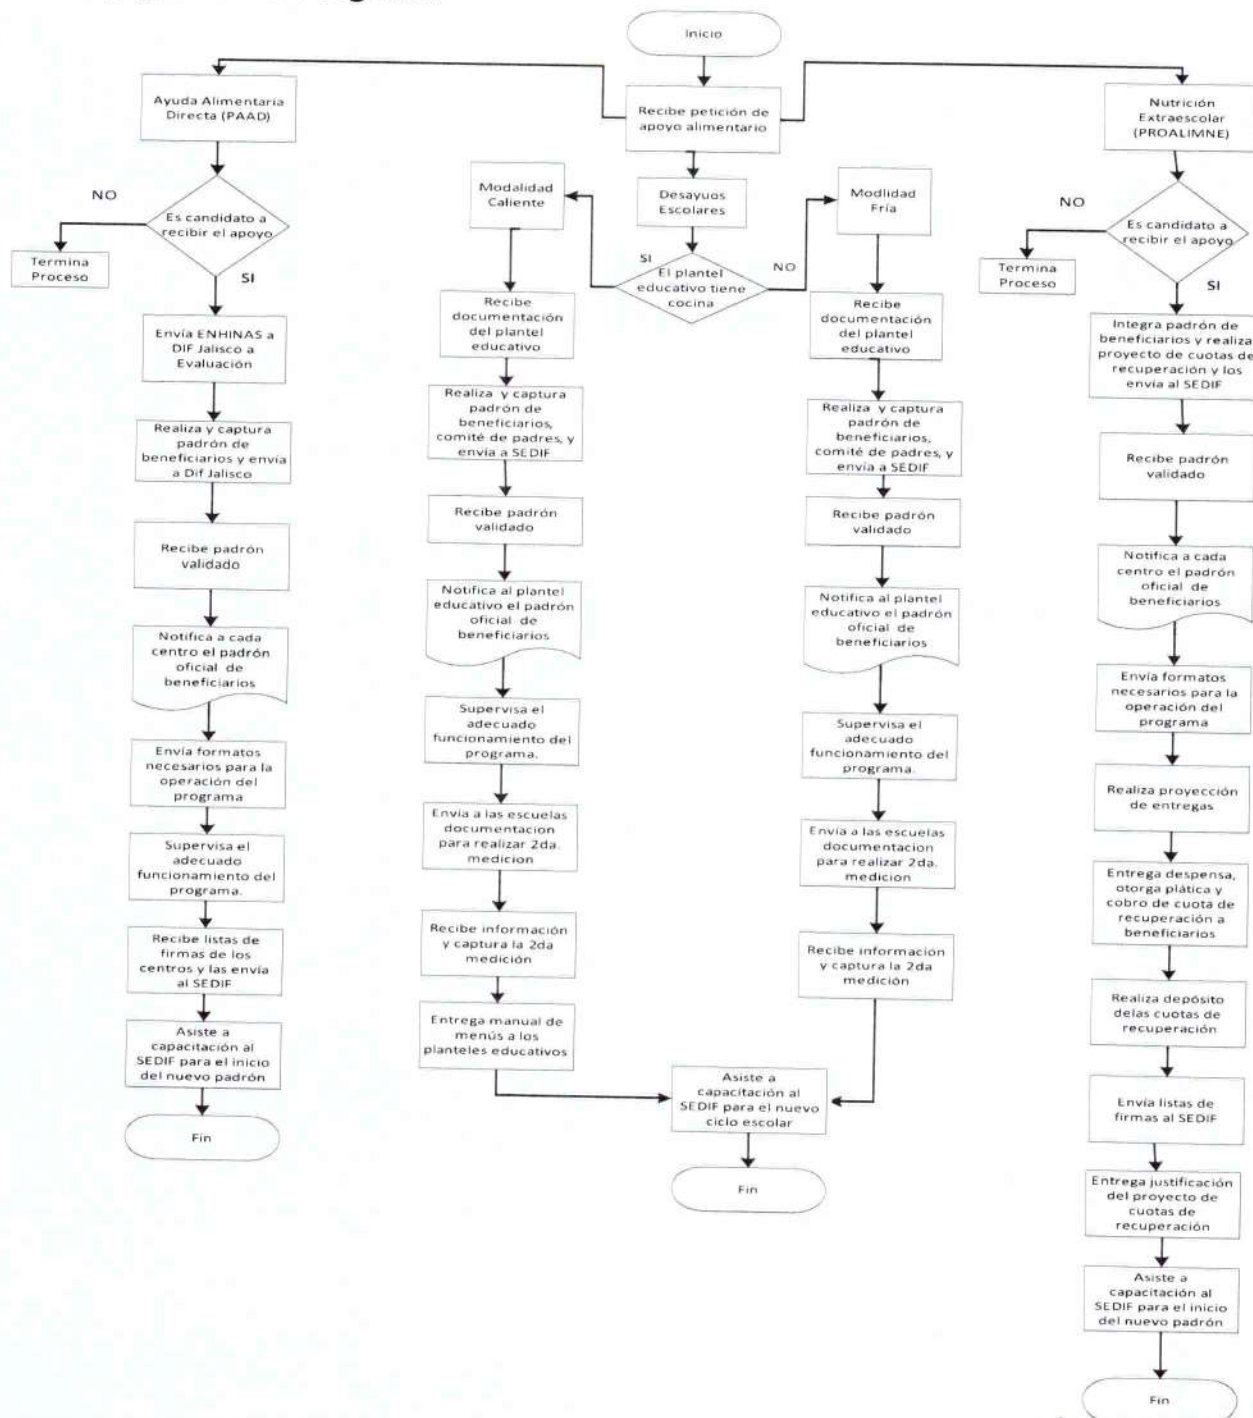 Inicio
Recibe petición de
apoyo alimentario
Ayuda Alimentaria
Directa (PAAD)
NO
Es candidato a
recibir el apoyo
Termina
Proceso
SI
Envía ENHINAS a
DIF Jalisco a
Evaluación
Realiza y captura
padrón de
beneficiarios y envía
a Dif Jalisco
Recibe padrón
validado
Notifica a cada
centro el padrón
oficial de
beneficiarios
Envía formatos
necesarios para la
operación del
programa
Supervisa el
adecuado
funcionamiento del
programa.
Recibe listas de
firmas de los
centros y las envía
al SEDIF
Asiste a
capacitación al
SEDIF para el inicio
del nuevo padrón
Fin
Desayuos
Escolares
El plantel
educativo tiene
cocina
SI
NO
Modalidad
Caliente
Recibe
documentación
del plantel
educativo
Realiza y captura
padrón de
beneficiarios,
comité de padres, y
envía a SEDIF
Recibe padrón
validado
Notifica al plantel
educativo el padrón
oficial de
beneficiarios
Supervisa el
adecuado
funcionamiento del
programa.
Envía a las escuelas
documentacion
para realizar 2da.
medicion
Recibe información
y captura la 2da
medición
Entrega manual de
menús a los
planteles educativos
Modlidad
Fría
Recibe
documentación
del plantel
educativo
Realiza y captura
padrón de
beneficiarios,
comité de padres, y
envía a SEDIF
Recibe padrón
validado
Notifica al plantel
educativo el padrón
oficial de
beneficiarios
Supervisa el
adecuado
funcionamiento del
programa.
Envía a las escuelas
documentacion
para realizar 2da.
medicion
Recibe información
y captura la 2da
medición
Asiste a
capacitación al
SEDIF para el nuevo
ciclo escolar
Fin
Nutrición
Extraescolar
(PROALIMNE)
NO
Es candidato a
recibir el apoyo
Termina
Proceso
SI
Integra padrón de
beneficiarios y realiza
proyecto de cuotas de
recuperación y los
envía al SEDIF
Recibe padrón
validado
Notifica a cada
centro el padrón
oficial de
beneficiarios
Envía formatos
necesarios para la
operación del
programa
Realiza proyección
de entregas
Entrega despensa,
otorga plática y
cobro de cuota de
recuperación a
beneficiarios
Realiza depósito
delas cuotas de
recuperación
Envía listas de
firmas al SEDIF
Entrega justificación
del proyecto de
cuotas de
recuperación
Asiste a
capacitación al
SEDIF para el inicio
del nuevo padrón
Fin